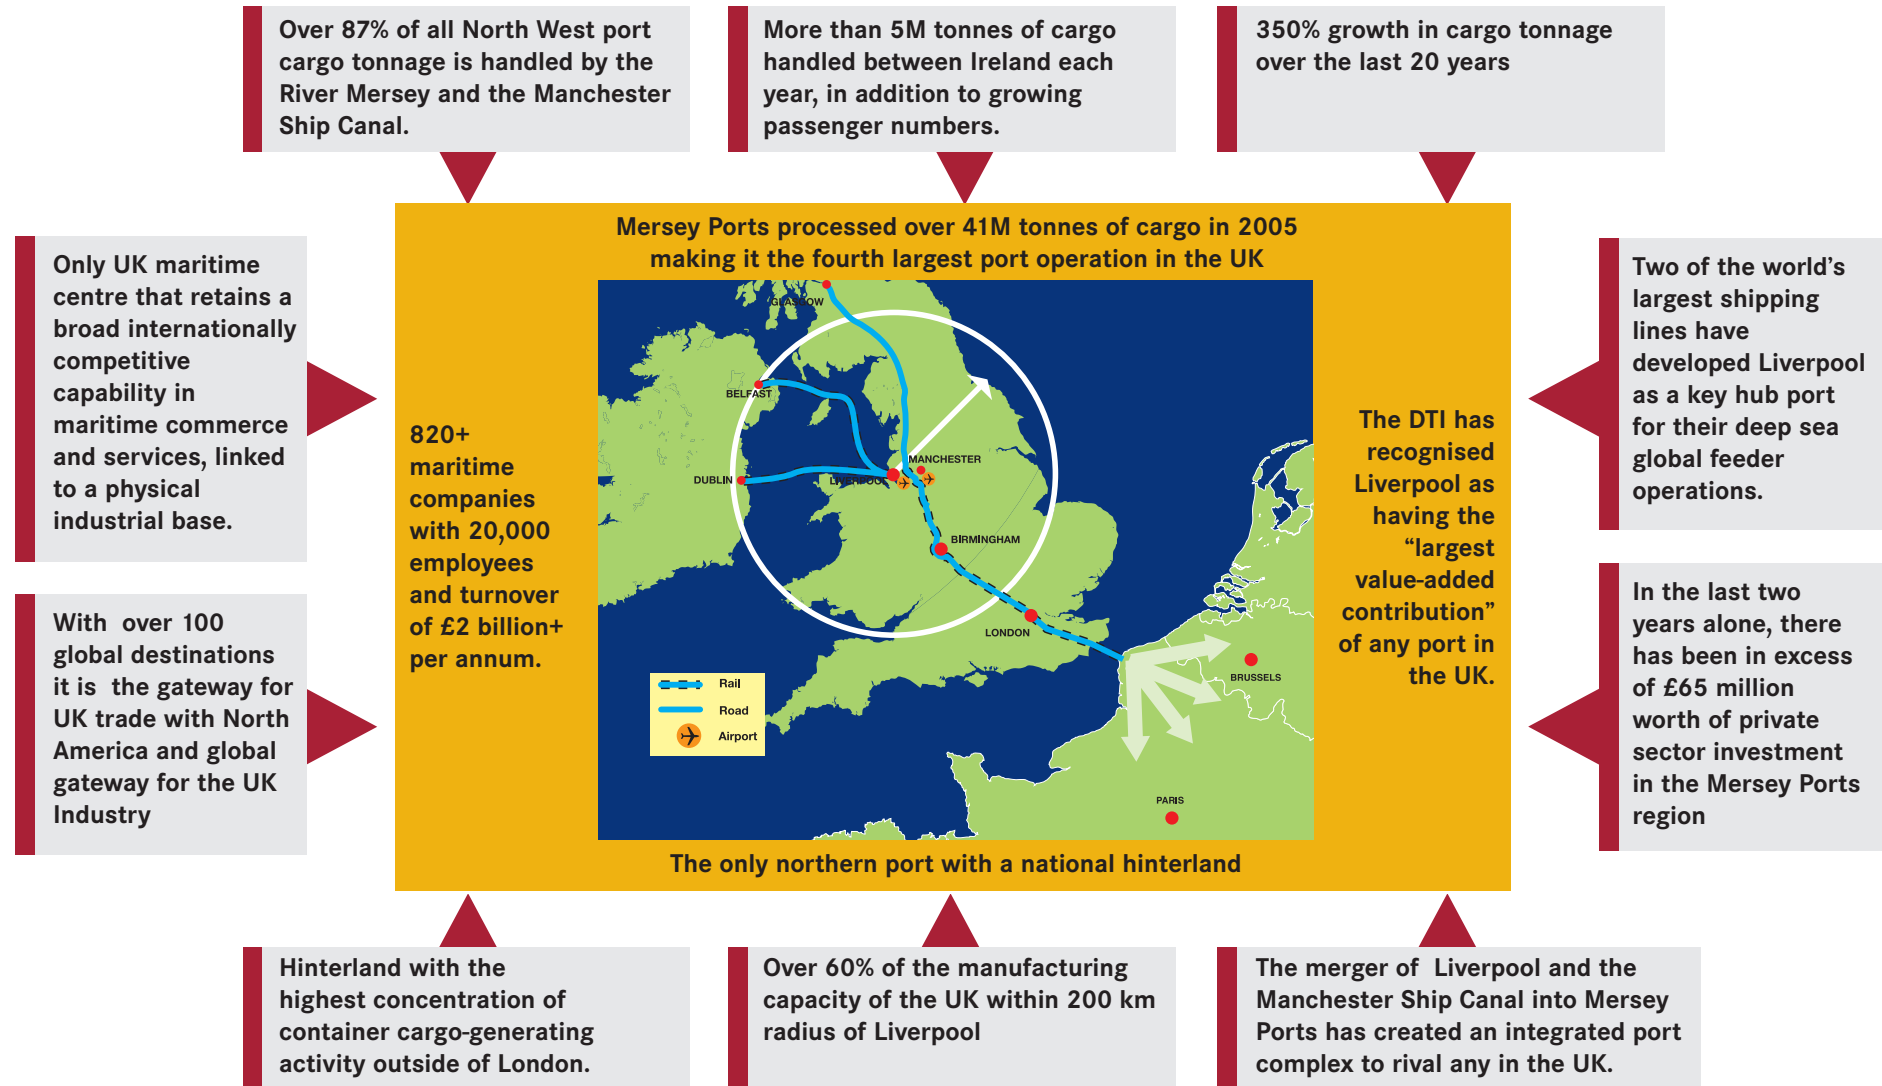 Over 87% of all North West port
cargo tonnage is handled by the
River Mersey and the Manchester
Ship Canal.
More than 5M tonnes of cargo
handled between Ireland each
year, in addition to growing
passenger numbers.
350% growth in cargo tonnage
over the last 20 years
Only UK maritime
centre that retains a
broad internationally
competitive
capability in
maritime commerce
and services, linked
to a physical
industrial base.
With over 100
global destinations
it is the gateway for
UK trade with North
America and global
gateway for the UK
Industry
Mersey Ports processed over 41M tonnes of cargo in 2005
making it the fourth largest port operation in the UK
820+
maritime
companies
with 20,000
employees
and turnover
of £2 billion+
per annum.
GLASGOW
BELFAST
MANCHESTER
DUBLIN
LIVERPOOL
BIRMINGHAM
LONDON
BRUSSELS
PARIS
Rail
Road
Airport
The DTI has
recognised
Liverpool as
having the
“largest
value-added
contribution”
of any port in
the UK.
The only northern port with a national hinterland
Two of the world’s
largest shipping
lines have
developed Liverpool
as a key hub port
for their deep sea
global feeder
operations.
In the last two
years alone, there
has been in excess
of £65 million
worth of private
sector investment
in the Mersey Ports
region
Hinterland with the
highest concentration of
container cargo-generating
activity outside of London.
Over 60% of the manufacturing
capacity of the UK within 200 km
radius of Liverpool
The merger of Liverpool and the
Manchester Ship Canal into Mersey
Ports has created an integrated port
complex to rival any in the UK.